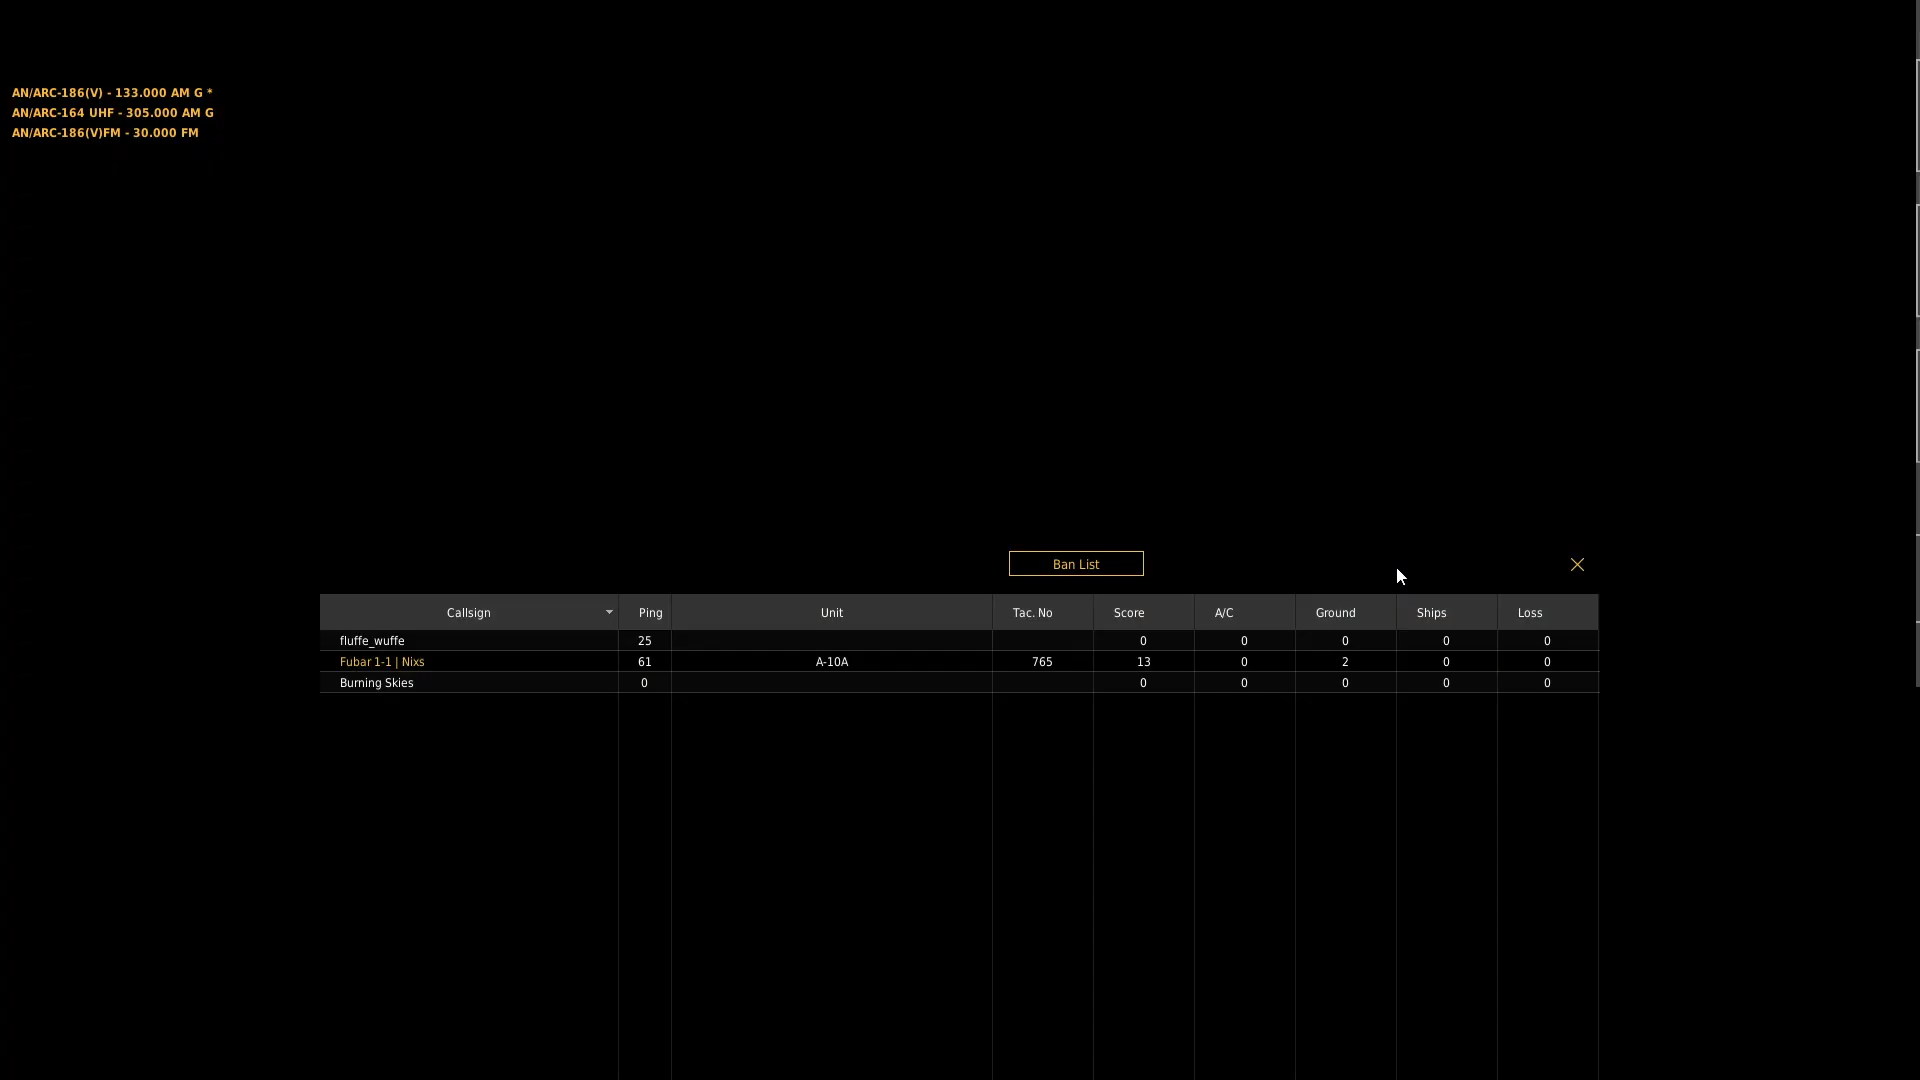 AN/ARC-186(V) - 133.000 AM G *
AN/ARC-164 UHF - 305.000 AM G
AN/ARC-186(V)FM - 30.000 FM
Ban List
Callsign Ping Unit Tac. No Score A/C Ground Ships Loss
fluffe_wuffe 25 0 0 0 0 0
Fubar 1-1 | Nixs 61 A-10A 765 13 0 2 0 0
Burning Skies 0 0 0 0 0 0